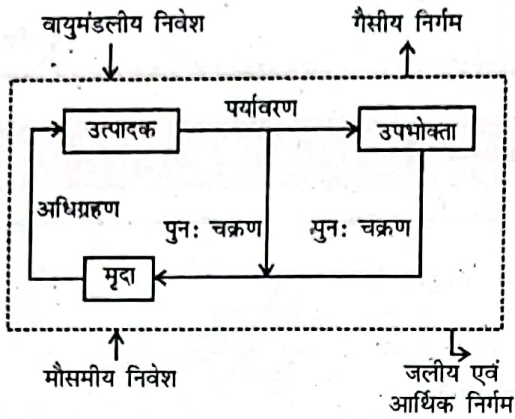 वायुमंडलीय निवेश
गैसीय निर्गम
पर्यावरण
उत्पादक
उपभोक्ता
अधिग्रहण
पुन: चक्रण
पुन: चक्रण
मृदा
मौसमीय निवेश
जलीय एवं
आर्थिक निर्गम